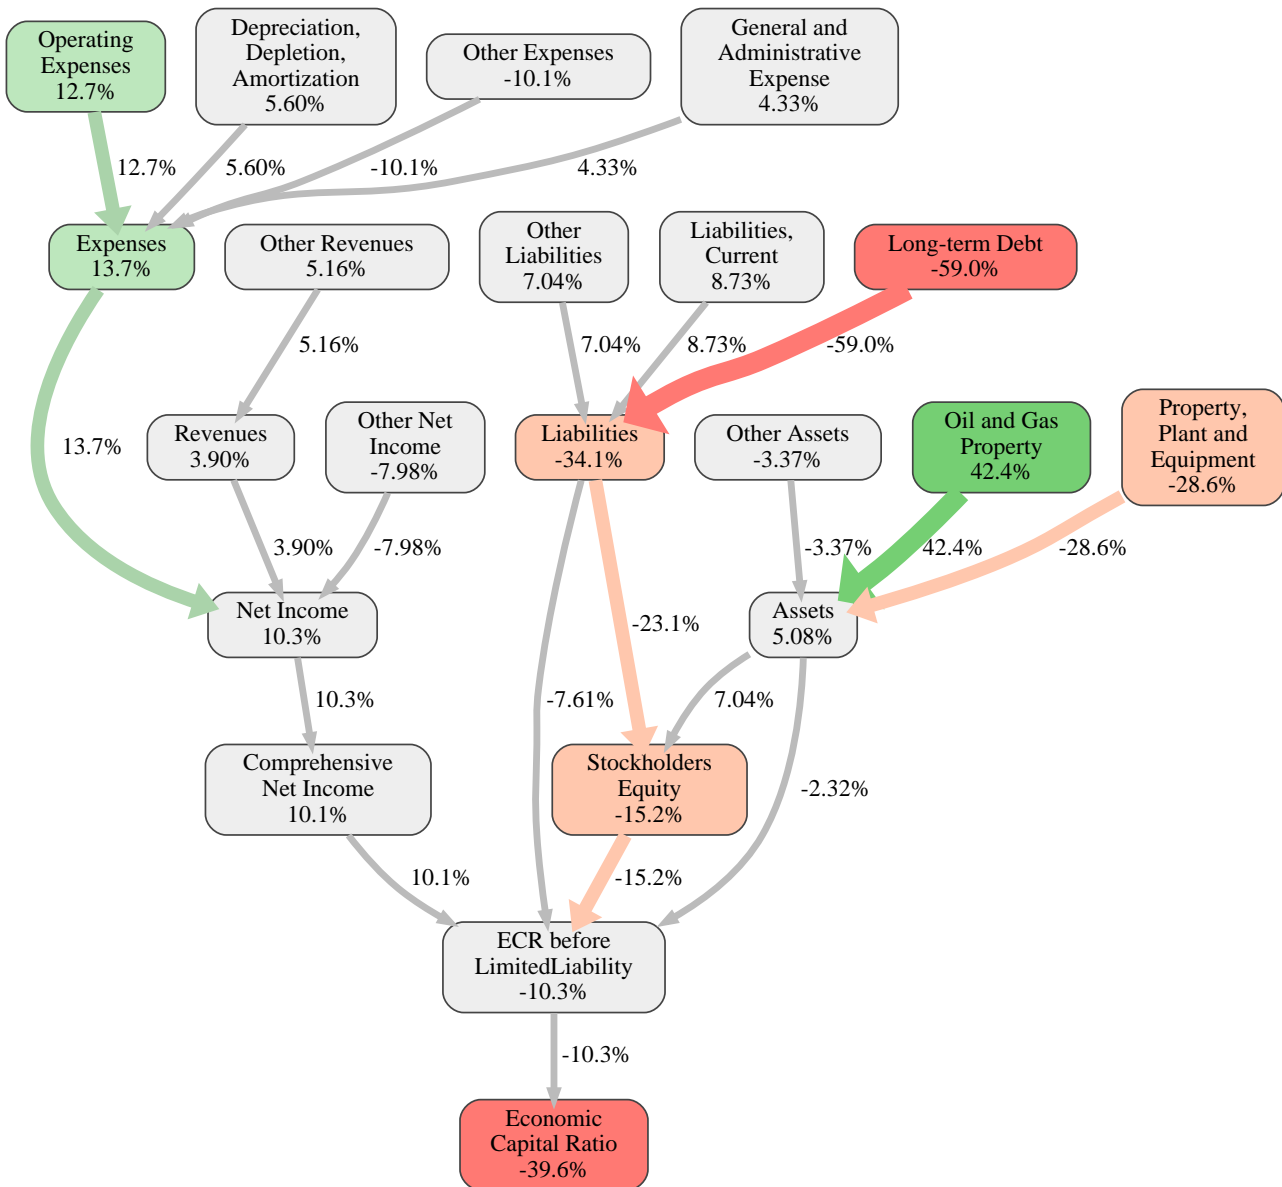 Operating
Expenses
12.7%
Depreciation,
Depletion,
Amortization
5.60%
Other Expenses
-10.1%
General and
Administrative
Expense
4.33%
12.7%
5.60%
-10.1%
4.33%
Expenses
13.7%
Other Revenues
5.16%
Other
Liabilities
7.04%
Liabilities,
Current
8.73%
Long-term Debt
-59.0%
5.16%
7.04%
8.73%
-59.0%
13.7%
Revenues
3.90%
Other Net
Income
-7.98%
Liabilities
-34.1%
Other Assets
-3.37%
Oil and Gas
Property
42.4%
Property,
Plant and
Equipment
-28.6%
3.90%
-7.98%
-3.37%
42.4%
-28.6%
Net Income
10.3%
-23.1%
Assets
5.08%
10.3%
-7.61%
7.04%
Comprehensive
Net Income
10.1%
Stockholders
Equity
-15.2%
-2.32%
10.1%
-15.2%
ECR before
LimitedLiability
-10.3%
-10.3%
Economic
Capital Ratio
-39.6%